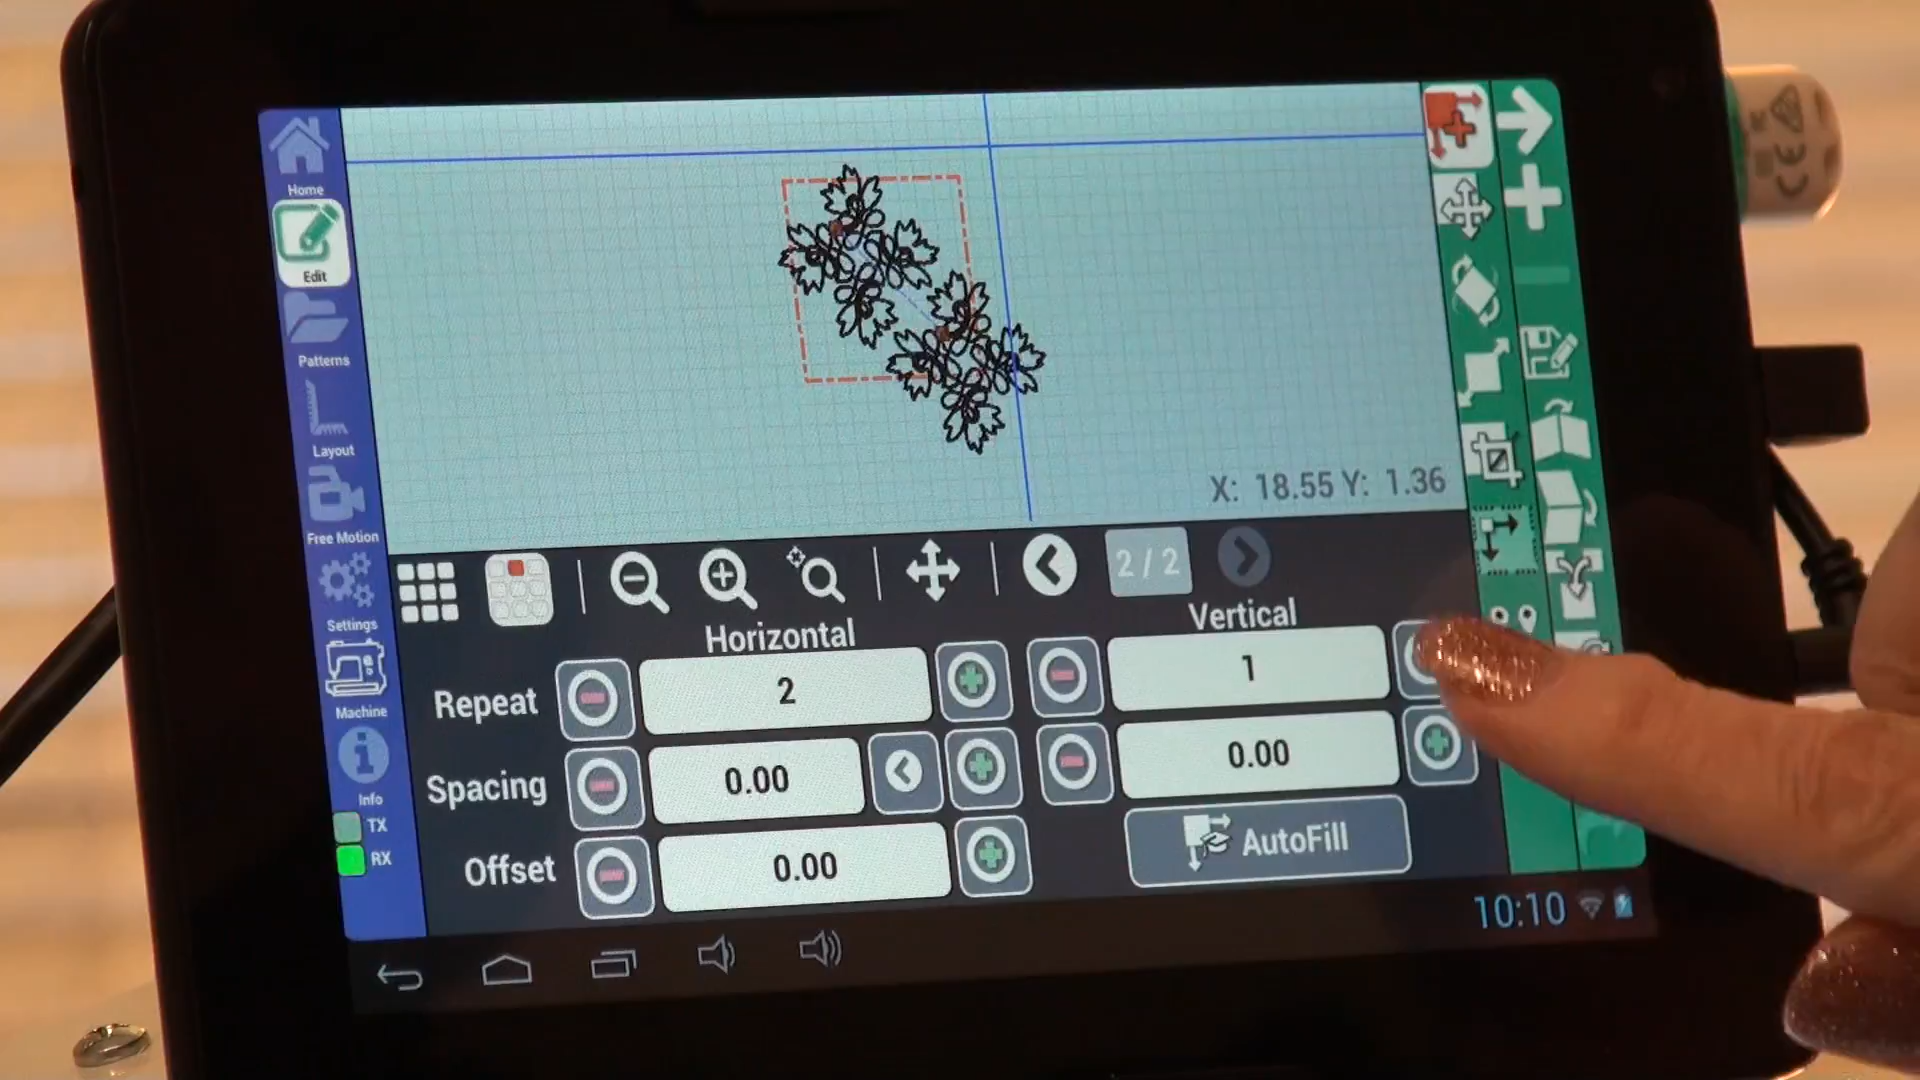 Home
Edit
Patterns
Layout
Free Motion
Settings
Machine
Info
TX
RX
X: 18.55 Y: 1.36
2 / 2
Horizontal
Vertical
Repeat
2
1
Spacing
0.00
0.00
Offset
0.00
AutoFill
10:10
CE